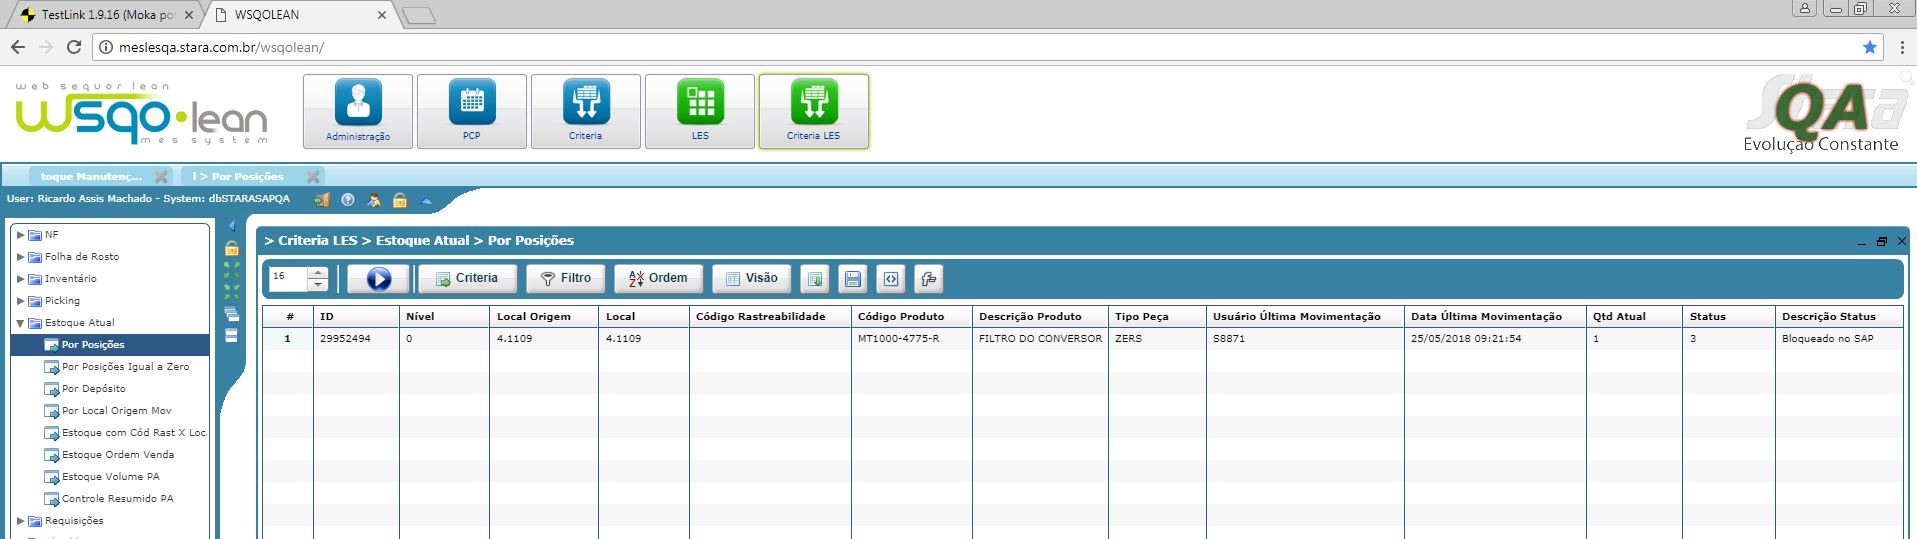 TestLink 1.9.16 (Moka po
WSQOLEAN
meslesqa.stara.com.br/wsqolean/
web sequor lean
wsqo•lean
mes system
Administração
PCP
Criteria
LES
Criteria LES
QA
Evolução Constante
toque Manutenç...
l > Por Posições
User: Ricardo Assis Machado - System: dbSTARASAPQA
NF
Folha de Rosto
Inventário
Picking
Estoque Atual
Por Posições
Por Posições Igual a Zero
Por Depósito
Por Local Origem Mov
Estoque com Cód Rast X Loc.
Estoque Ordem Venda
Estoque Volume PA
Controle Resumido PA
Requisições
> Criteria LES > Estoque Atual > Por Posições
16 Criteria Filtro Ordem Visão
# ID Nível Local Origem Local Código Rastreabilidade Código Produto Descrição Produto Tipo Peça Usuário Última Movimentação Data Última Movimentação Qtd Atual Status Descrição Status
1 29952494 0 4.1109 4.1109 MT1000-4775-R FILTRO DO CONVERSOR ZERS S8871 25/05/2018 09:21:54 1 3 Bloqueado no SAP